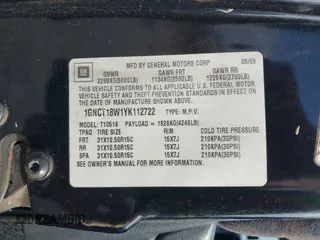 GM
MFD BY GENERAL MOTORS CORP
08/99
GVWR GAWR FRT GAWR RR
2268KG(5000LB) 1134KG(2500LB) 1225KG(2700LB)
THIS VEHICLE CONFORMS TO ALL APPLICABLE U.S. FEDERAL MOTOR
VEHICLE SAFETY AND THEFT PREVENTION STANDARDS IN EFFECT ON
THE DATE OF MANUFACTURE SHOWN ABOVE.
1GNCT18W1YK112722 TYPE: M.P.V.
MODEL: T10516 PAYLOAD = 1926KG(4246LB)
TIRE SIZE RIM COLD TIRE PRESSURE
FRT 31X10.50R15C 15X7J 210KPA(30PSI)
RR 31X10.50R15C 15X7J 210KPA(30PSI)
SPA 31X10.50R15C 15X7J 210KPA(30PSI)
SEE OWNER'S MANUAL FOR MORE INFORMATION.